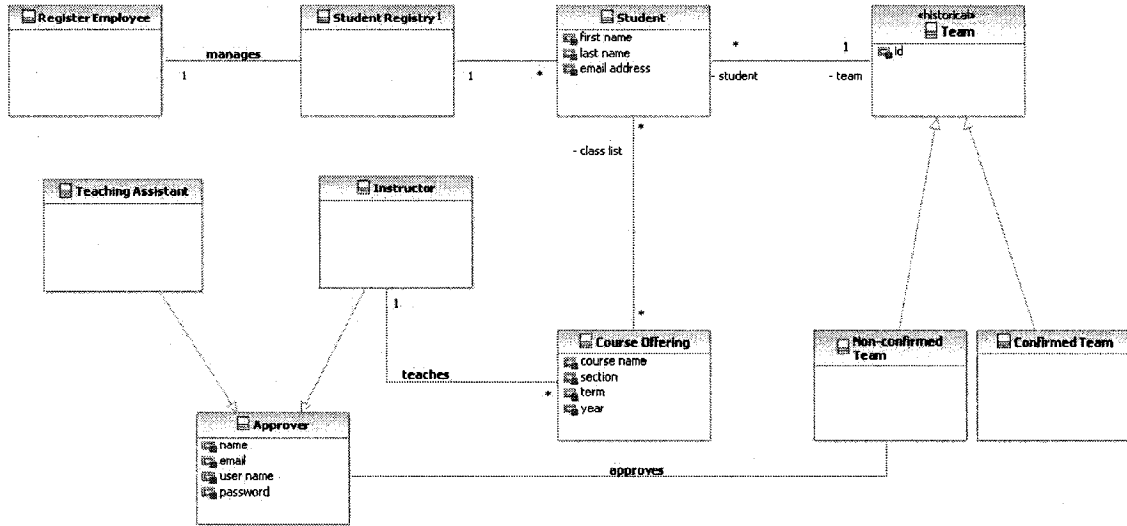 Register Employee
Student Registry 1
Student
first name
last name
email address
«historical»
Team
id
manages
1
1
*
*
1
- student
- team
*
- class list
Teaching Assistant
Instructor
1
*
Course Offering
course name
section
term
year
teaches
*
Non-confirmed
Team
Confirmed Team
Approver
name
email
user name
password
approves